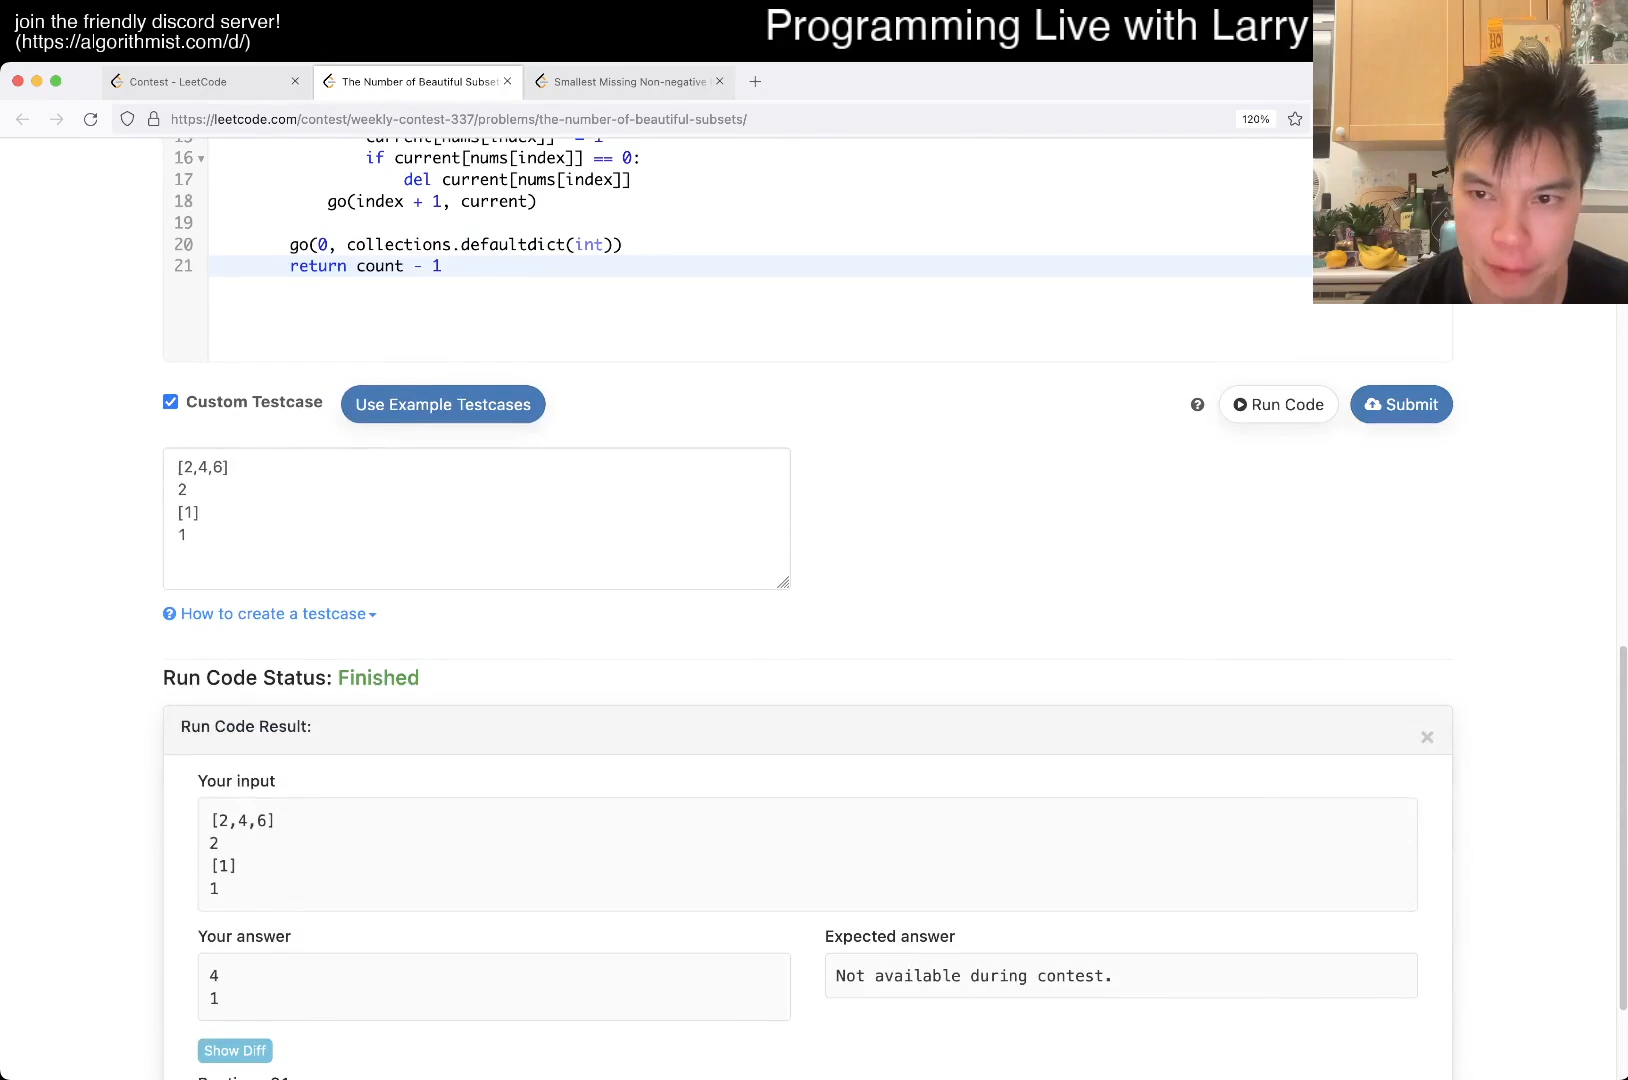 join the friendly discord server!
(https://algorithmist.com/d/)
Programming Live with Larry
Contest - LeetCode
The Number of Beautiful Subset
Smallest Missing Non-negative
https://leetcode.com/contest/weekly-contest-337/problems/the-number-of-beautiful-subsets/
120%
16 if current[nums[index]] == 0:
17 del current[nums[index]]
18 go(index + 1, current)
19
20 go(0, collections.defaultdict(int))
21 return count - 1
Custom Testcase
Use Example Testcases
Run Code
Submit
[2,4,6]
2
[1]
1
How to create a testcase
Run Code Status: Finished
Run Code Result:
Your input
[2,4,6]
2
[1]
1
Your answer
4
1
Expected answer
Not available during contest.
Show Diff